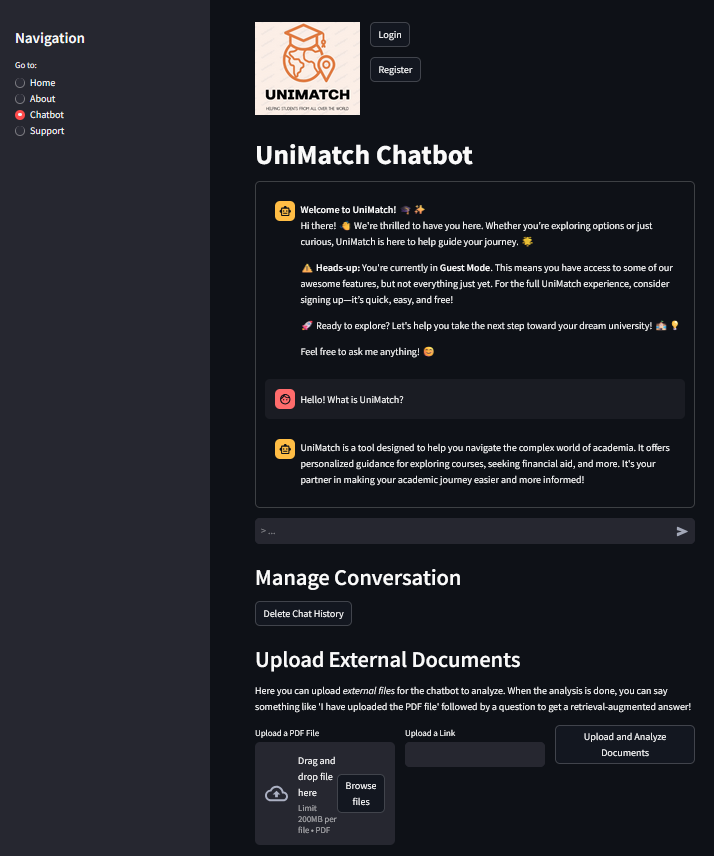 Navigation
Go to:
Home
About
Chatbot
Support
UNIMATCH
HELPING STUDENTS FROM ALL OVER THE WORLD
Login
Register
UniMatch Chatbot
Welcome to UniMatch! 🎓 ✨
Hi there! 👋 We're thrilled to have you here. Whether you're exploring options or just
curious, UniMatch is here to help guide your journey. 🌟
⚠️ Heads-up: You're currently in Guest Mode. This means you have access to some of our
awesome features, but not everything just yet. For the full UniMatch experience, consider
signing up—it's quick, easy, and free!
🚀 Ready to explore? Let's help you take the next step toward your dream university! 🏫 💡
Feel free to ask me anything! 😊
Hello! What is UniMatch?
UniMatch is a tool designed to help you navigate the complex world of academia. It offers
personalized guidance for exploring courses, seeking financial aid, and more. It's your
partner in making your academic journey easier and more informed!
> ...
Manage Conversation
Delete Chat History
Upload External Documents
Here you can upload external files for the chatbot to analyze. When the analysis is done, you can say
something like 'I have uploaded the PDF file' followed by a question to get a retrieval-augmented answer!
Upload a PDF File
Drag and
drop file
here
Limit
200MB per
file • PDF
Browse
files
Upload a Link
Upload and Analyze
Documents